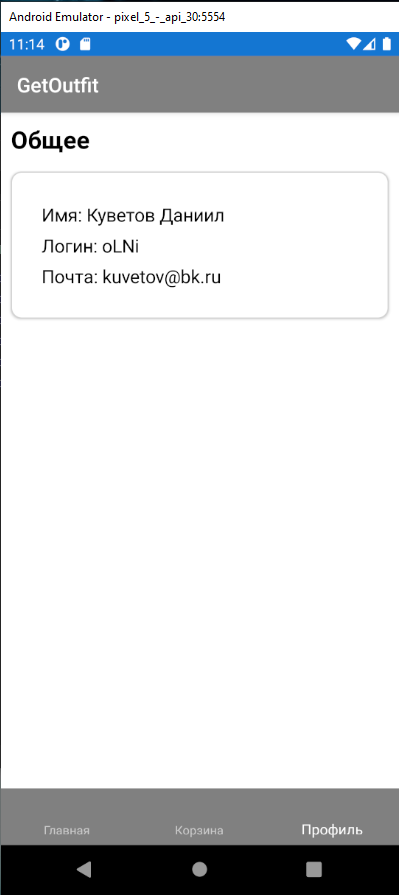 Android Emulator - pixel_5_-_api_30:5554
11:14
GetOutfit
Общее
Имя: Куветов Даниил
Логин: oLNi
Почта: kuvetov@bk.ru
Главная
Корзина
Профиль